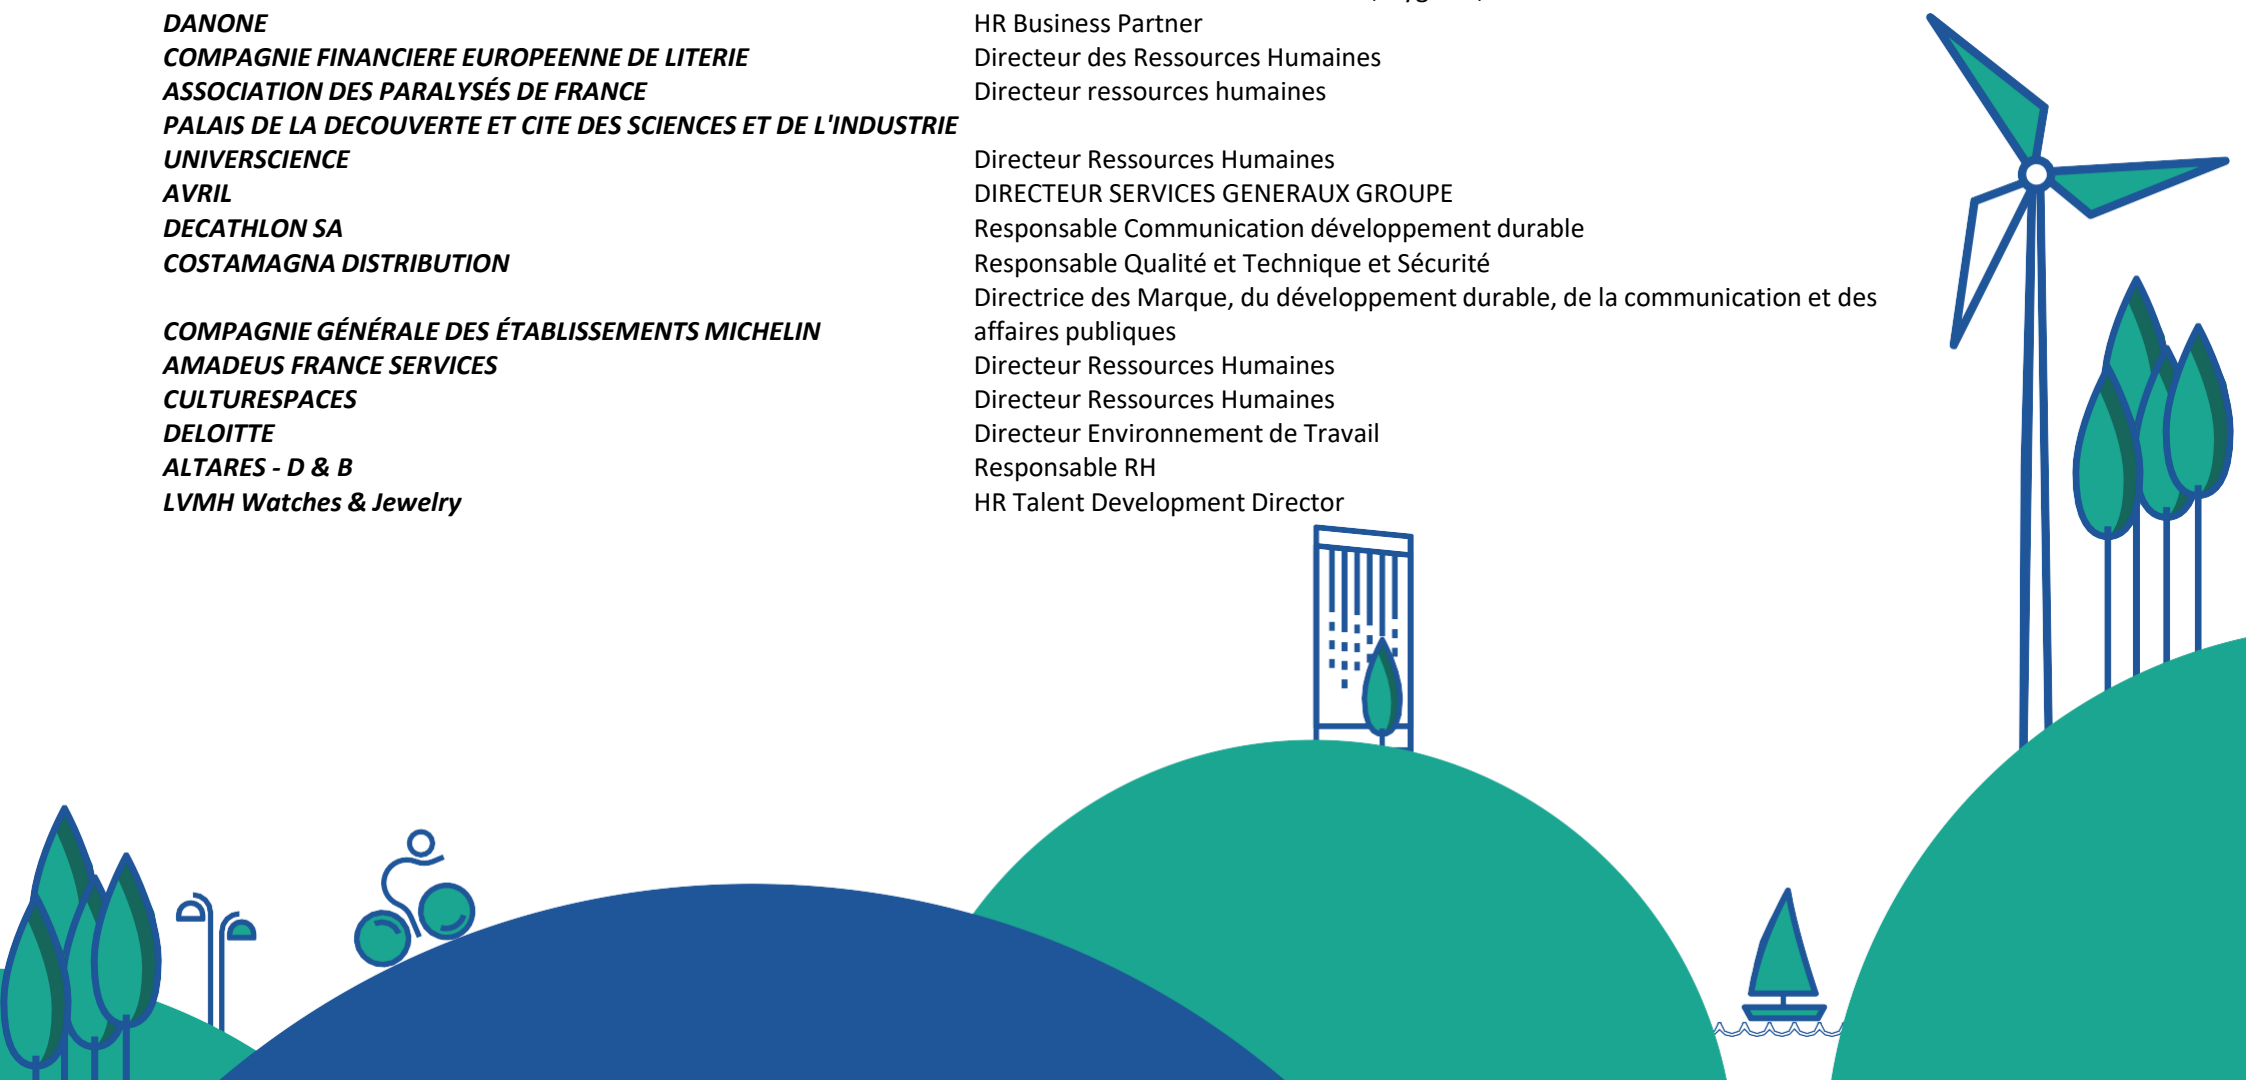 DANONE HR Business Partner
COMPAGNIE FINANCIERE EUROPEENNE DE LITERIE Directeur des Ressources Humaines
ASSOCIATION DES PARALYSÉS DE FRANCE Directeur ressources humaines
PALAIS DE LA DECOUVERTE ET CITE DES SCIENCES ET DE L'INDUSTRIE
UNIVERSCIENCE Directeur Ressources Humaines
AVRIL DIRECTEUR SERVICES GENERAUX GROUPE
DECATHLON SA Responsable Communication développement durable
COSTAMAGNA DISTRIBUTION Responsable Qualité et Technique et Sécurité
Directrice des Marque, du développement durable, de la communication et des
COMPAGNIE GÉNÉRALE DES ÉTABLISSEMENTS MICHELIN affaires publiques
AMADEUS FRANCE SERVICES Directeur Ressources Humaines
CULTURESPACES Directeur Ressources Humaines
DELOITTE Directeur Environnement de Travail
ALTARES - D & B Responsable RH
LVMH Watches & Jewelry HR Talent Development Director